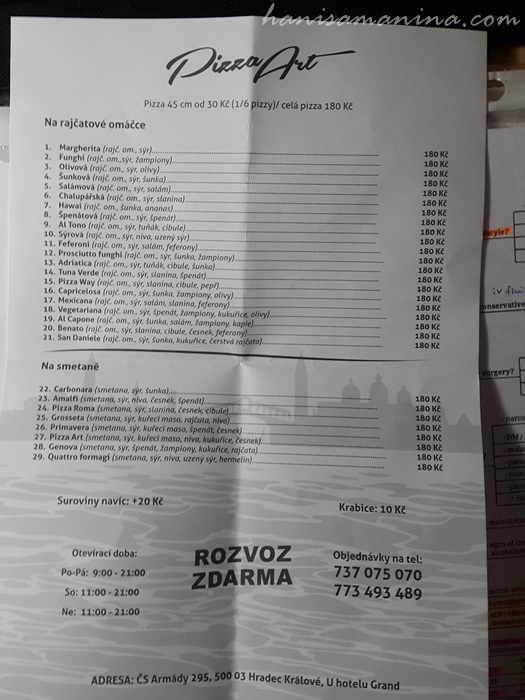 hanisamanina.com
Pizza Art
Pizza 45 cm od 30 Kč (1/6 pizzy)/ celá pizza 180 Kč
Na rajčatové omáčce
1. Margherita (rajč. om., sýr) 180 Kč
2. Funghi (rajč. om.,sýr, žampiony) 180 Kč
3. Olivová (rajč. om., sýr, olivy) 180 Kč
4. Šunková (rajč. om., sýr, šunka) 180 Kč
5. Salámová (rajč. om., sýr, salám) 180 Kč
6. Chalupářská (rajč. om., sýr, slanina) 180 Kč
7. Hawai (rajč. om., šunka, ananas) 180 Kč
8. Špenátová (rajč. om., sýr, špenát) 180 Kč
9. Al Tono (rajč. om., sýr, tuňák, cibule) 180 Kč
10. Sýrová (rajč. om., sýr, niva, uzený sýr) 180 Kč
11. Feferoni (rajč. om., sýr, salám, feferony) 180 Kč
12. Prosciutto funghi (rajč. om., sýr, šunka, žampiony) 180 Kč
13. Adriatica (rajč. om., sýr, tuňák, cibule, šunka) 180 Kč
14. Tuna Verde (rajč. om., sýr, slanina, špenát) 180 Kč
15. Pizza Way (rajč. om., sýr, slanina, cibule, pepř) 180 Kč
16. Capricelosa (rajč. om., sýr, šunka, žampiony, olivy) 180 Kč
17. Mexicana (rajč. om., sýr, salám, slanina, feferony) 180 Kč
18. Vegetariana (rajč. om., sýr, špenát, žampiony, kukuřice, olivy) 180 Kč
19. Al Capone (rajč. om., sýr, šunka, salám, žampiony, kapie) 180 Kč
20. Benato (rajč. om., sýr, slanina, cibule, česnek, feferony) 180 Kč
21. San Daniele (rajč. om., sýr, šunka, kukuřice, čerstvá rajčata) 180 Kč
Na smetaně
22. Carbonara (smetana, sýr, šunka) 180 Kč
23. Amalfi (smetana, sýr, niva, česnek, špenát) 180 Kč
24. Pizza Roma (smetana, sýr, slanina, česnek, cibule) 180 Kč
25. Grosseta (smetana, sýr, kuřecí maso, rajčata, niva) 180 Kč
26. Primavera (smetana, sýr, kuřecí maso, špenát, česnek) 180 Kč
27. Pizza Art (smetana, sýr, kuřecí maso, niva, kukuřice, česnek) 180 Kč
28. Genova (smetana, sýr, špenát, žampiony, kukuřice, rajčata) 180 Kč
29. Quattro formagi (smetana, sýr, niva, uzený sýr, hermelín) 180 Kč
Suroviny navíc: +20 Kč
Krabice: 10 Kč
Otevírací doba:
Po-Pá: 9:00 - 21:00
So: 11:00 - 21:00
Ne: 11:00 - 21:00
ROZVOZ
ZDARMA
Objednávky na tel:
737 075 070
773 493 489
ADRESA: ČS Armády 295, 500 03 Hradec Králové, U hotelu Grand
style?
conservative
surgery?